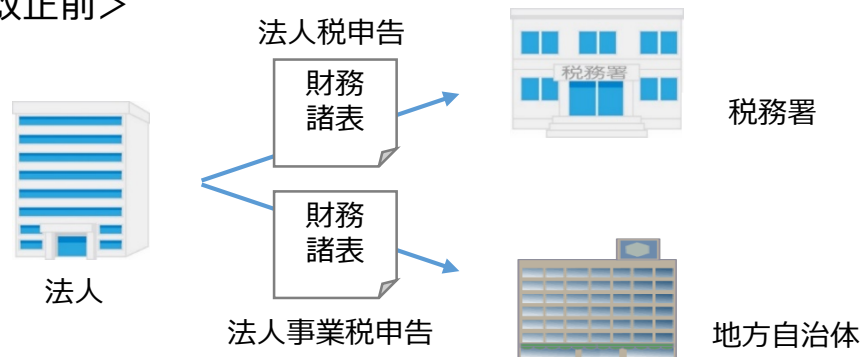 改正前＞
法人税申告
財務
諸表
税務署
税務署
法人
財務
諸表
法人事業税申告
地方自治体